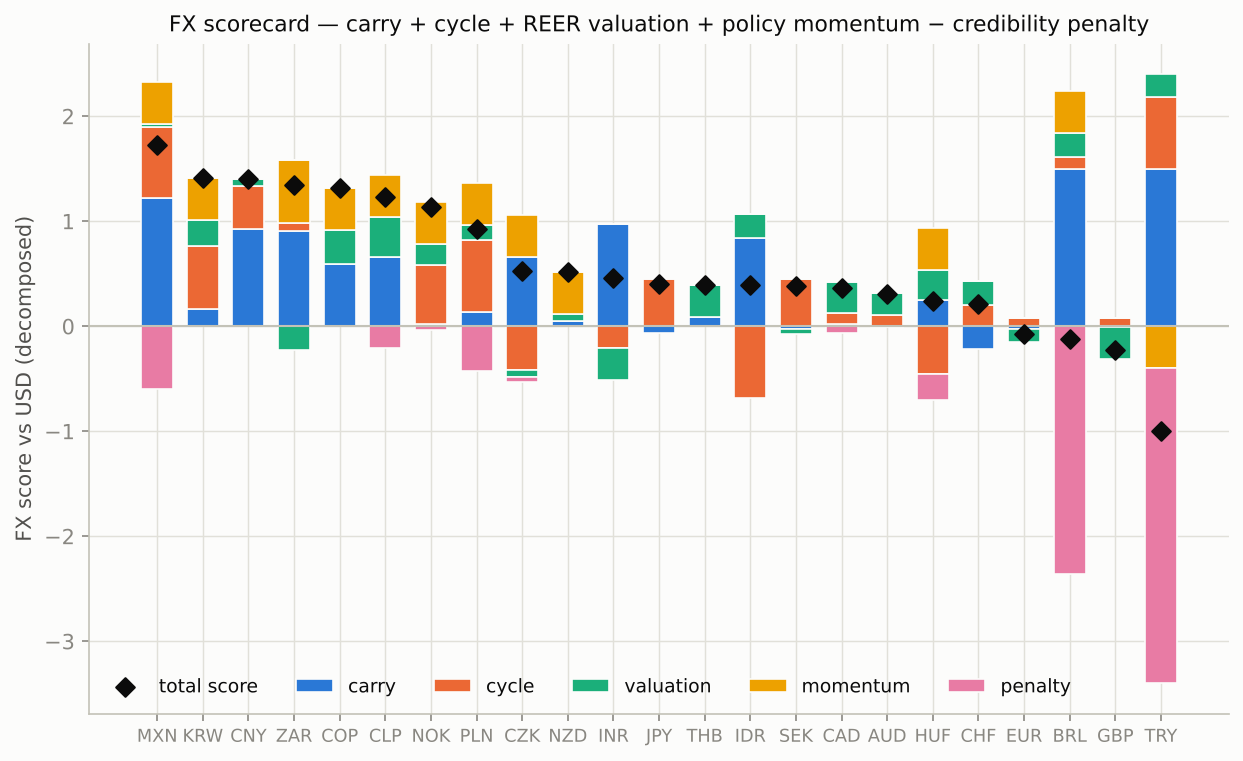 FX scorecard — carry + cycle + REER valuation + policy momentum − credibility penalty
FX score vs USD (decomposed)
2
1
0
−1
−2
−3
total score carry cycle valuation momentum penalty
MXN KRW CNY ZAR COP CLP NOK PLN CZK NZD INR JPY THB IDR SEK CAD AUD HUF CHF EUR BRL GBP TRY